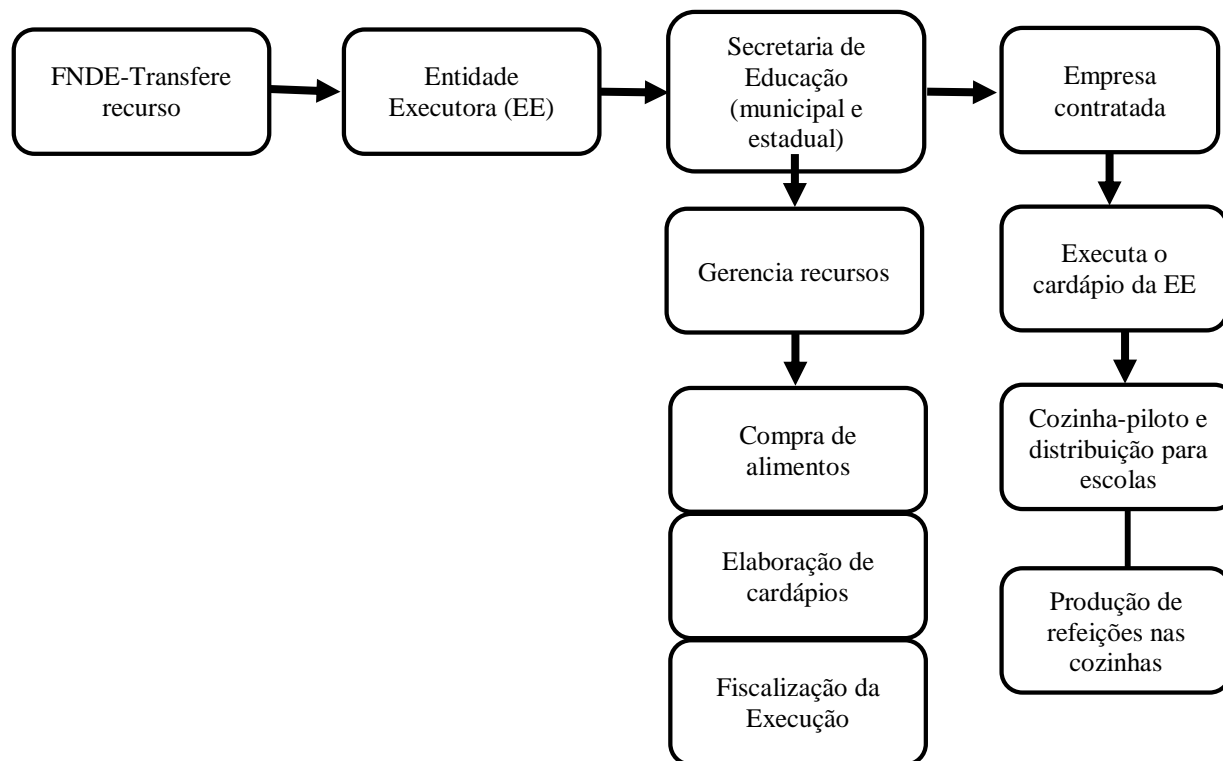 FNDE-Transfere
recurso
Entidade
Executora (EE)
Secretaria de
Educação
(municipal e
estadual)
Empresa
contratada
Gerencia recursos
Executa o
cardápio da EE
Compra de
alimentos
Cozinha-piloto e
distribuição para
escolas
Elaboração de
cardápios
Produção de
refeições nas
cozinhas
Fiscalização da
Execução